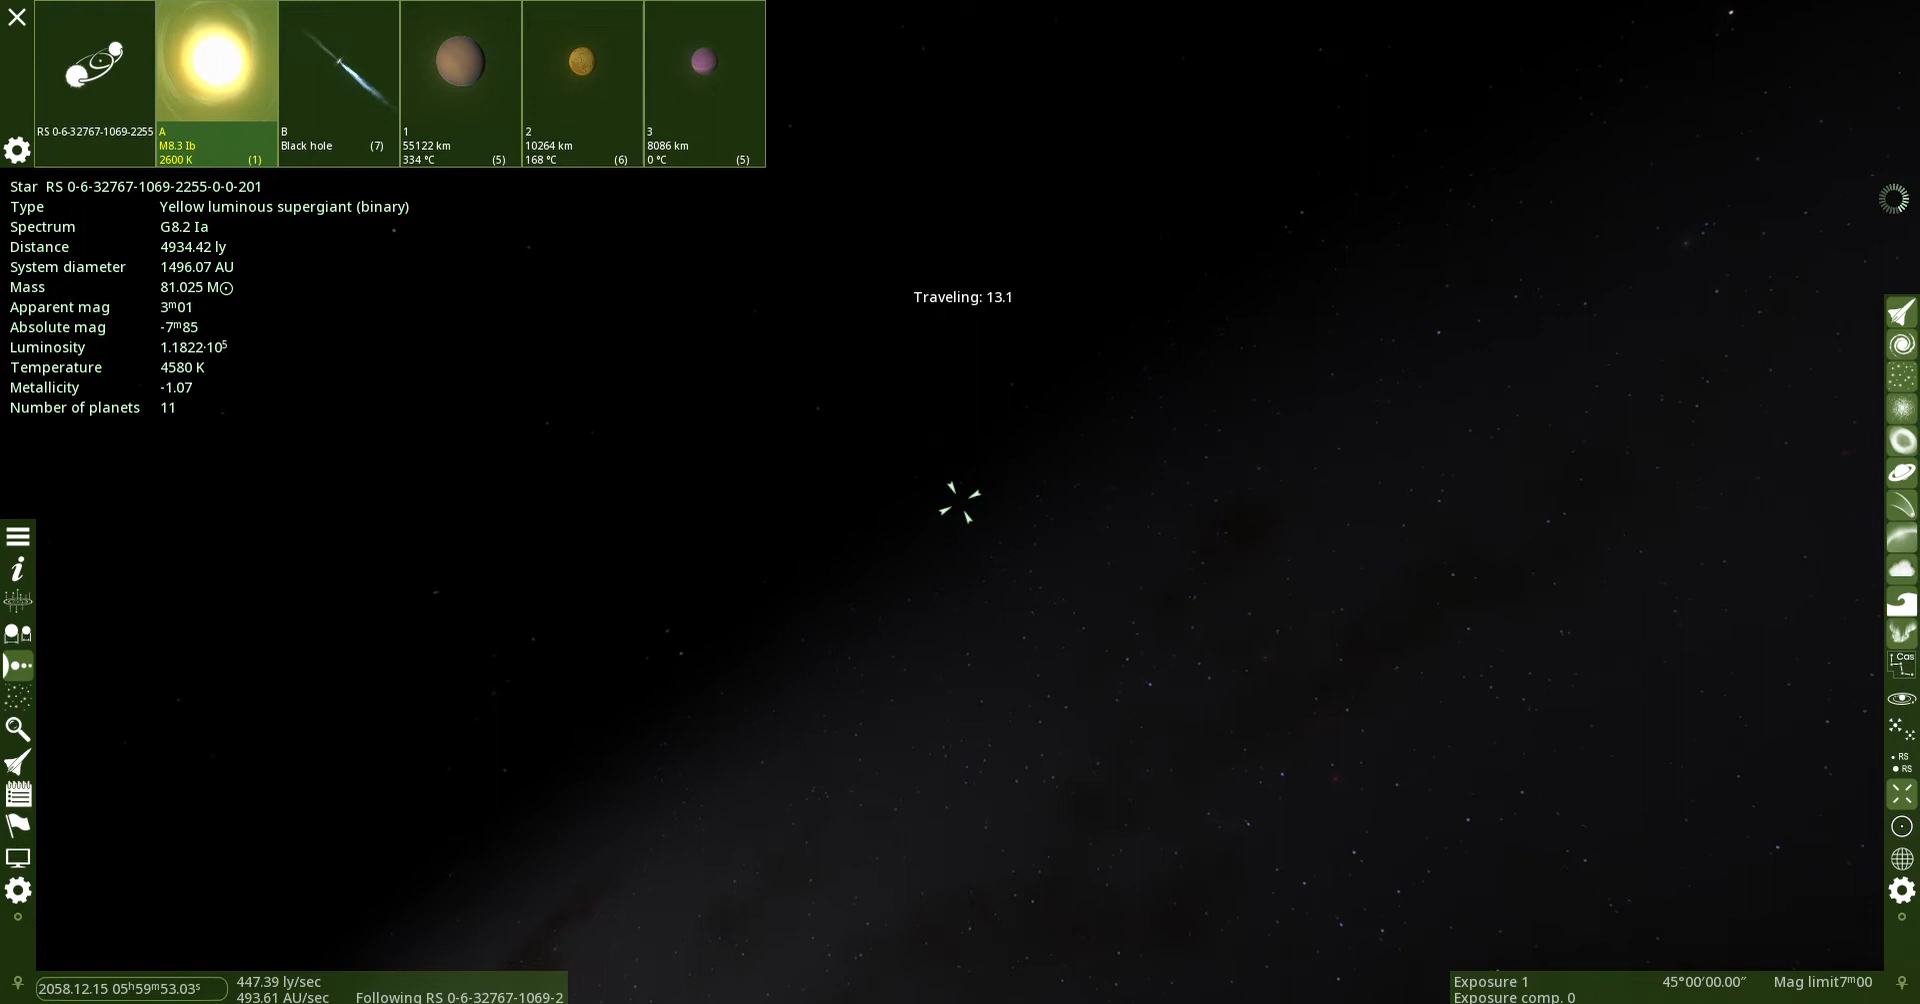 RS 0-6-32767-1069-2255
A
M8.3 Ib
2600 K (1)
B
Black hole (7)
1
55122 km
334 °C (5)
2
10264 km
168 °C (6)
3
8086 km
0 °C (5)
Star RS 0-6-32767-1069-2255-0-0-201
Type Yellow luminous supergiant (binary)
Spectrum G8.2 Ia
Distance 4934.42 ly
System diameter 1496.07 AU
Mass 81.025 M☉
Apparent mag 3ᵐ01
Absolute mag -7ᵐ85
Luminosity 1.1822·10⁵
Temperature 4580 K
Metallicity -1.07
Number of planets 11
Traveling: 13.1
Cas
RS
RS
2058.12.15 05ʰ59ᵐ53.03ˢ
447.39 ly/sec
493.61 AU/sec Following RS 0-6-32767-1069-2
Exposure 1 45°00′00.00″ Mag limit7ᵐ00
Exposure comp. 0